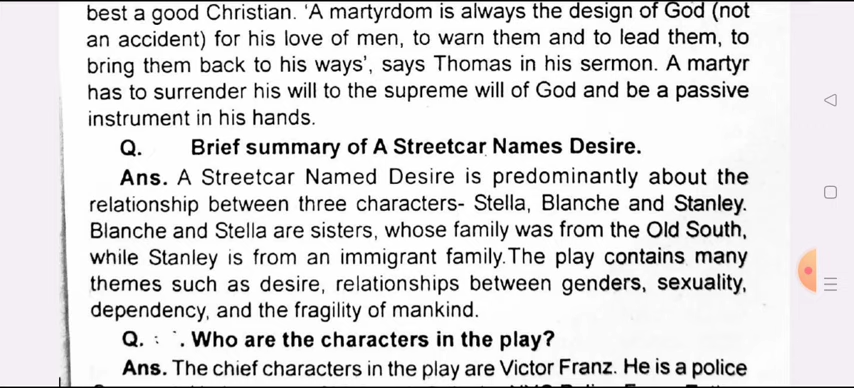 best a good Christian. 'A martyrdom is always the design of God (not
an accident) for his love of men, to warn them and to lead them, to
bring them back to his ways', says Thomas in his sermon. A martyr
has to surrender his will to the supreme will of God and be a passive
instrument in his hands.
Q. Brief summary of A Streetcar Names Desire.
Ans. A Streetcar Named Desire is predominantly about the
relationship between three characters- Stella, Blanche and Stanley.
Blanche and Stella are sisters, whose family was from the Old South,
while Stanley is from an immigrant family.The play contains many
themes such as desire, relationships between genders, sexuality,
dependency, and the fragility of mankind.
Q. Who are the characters in the play?
Ans. The chief characters in the play are Victor Franz. He is a police